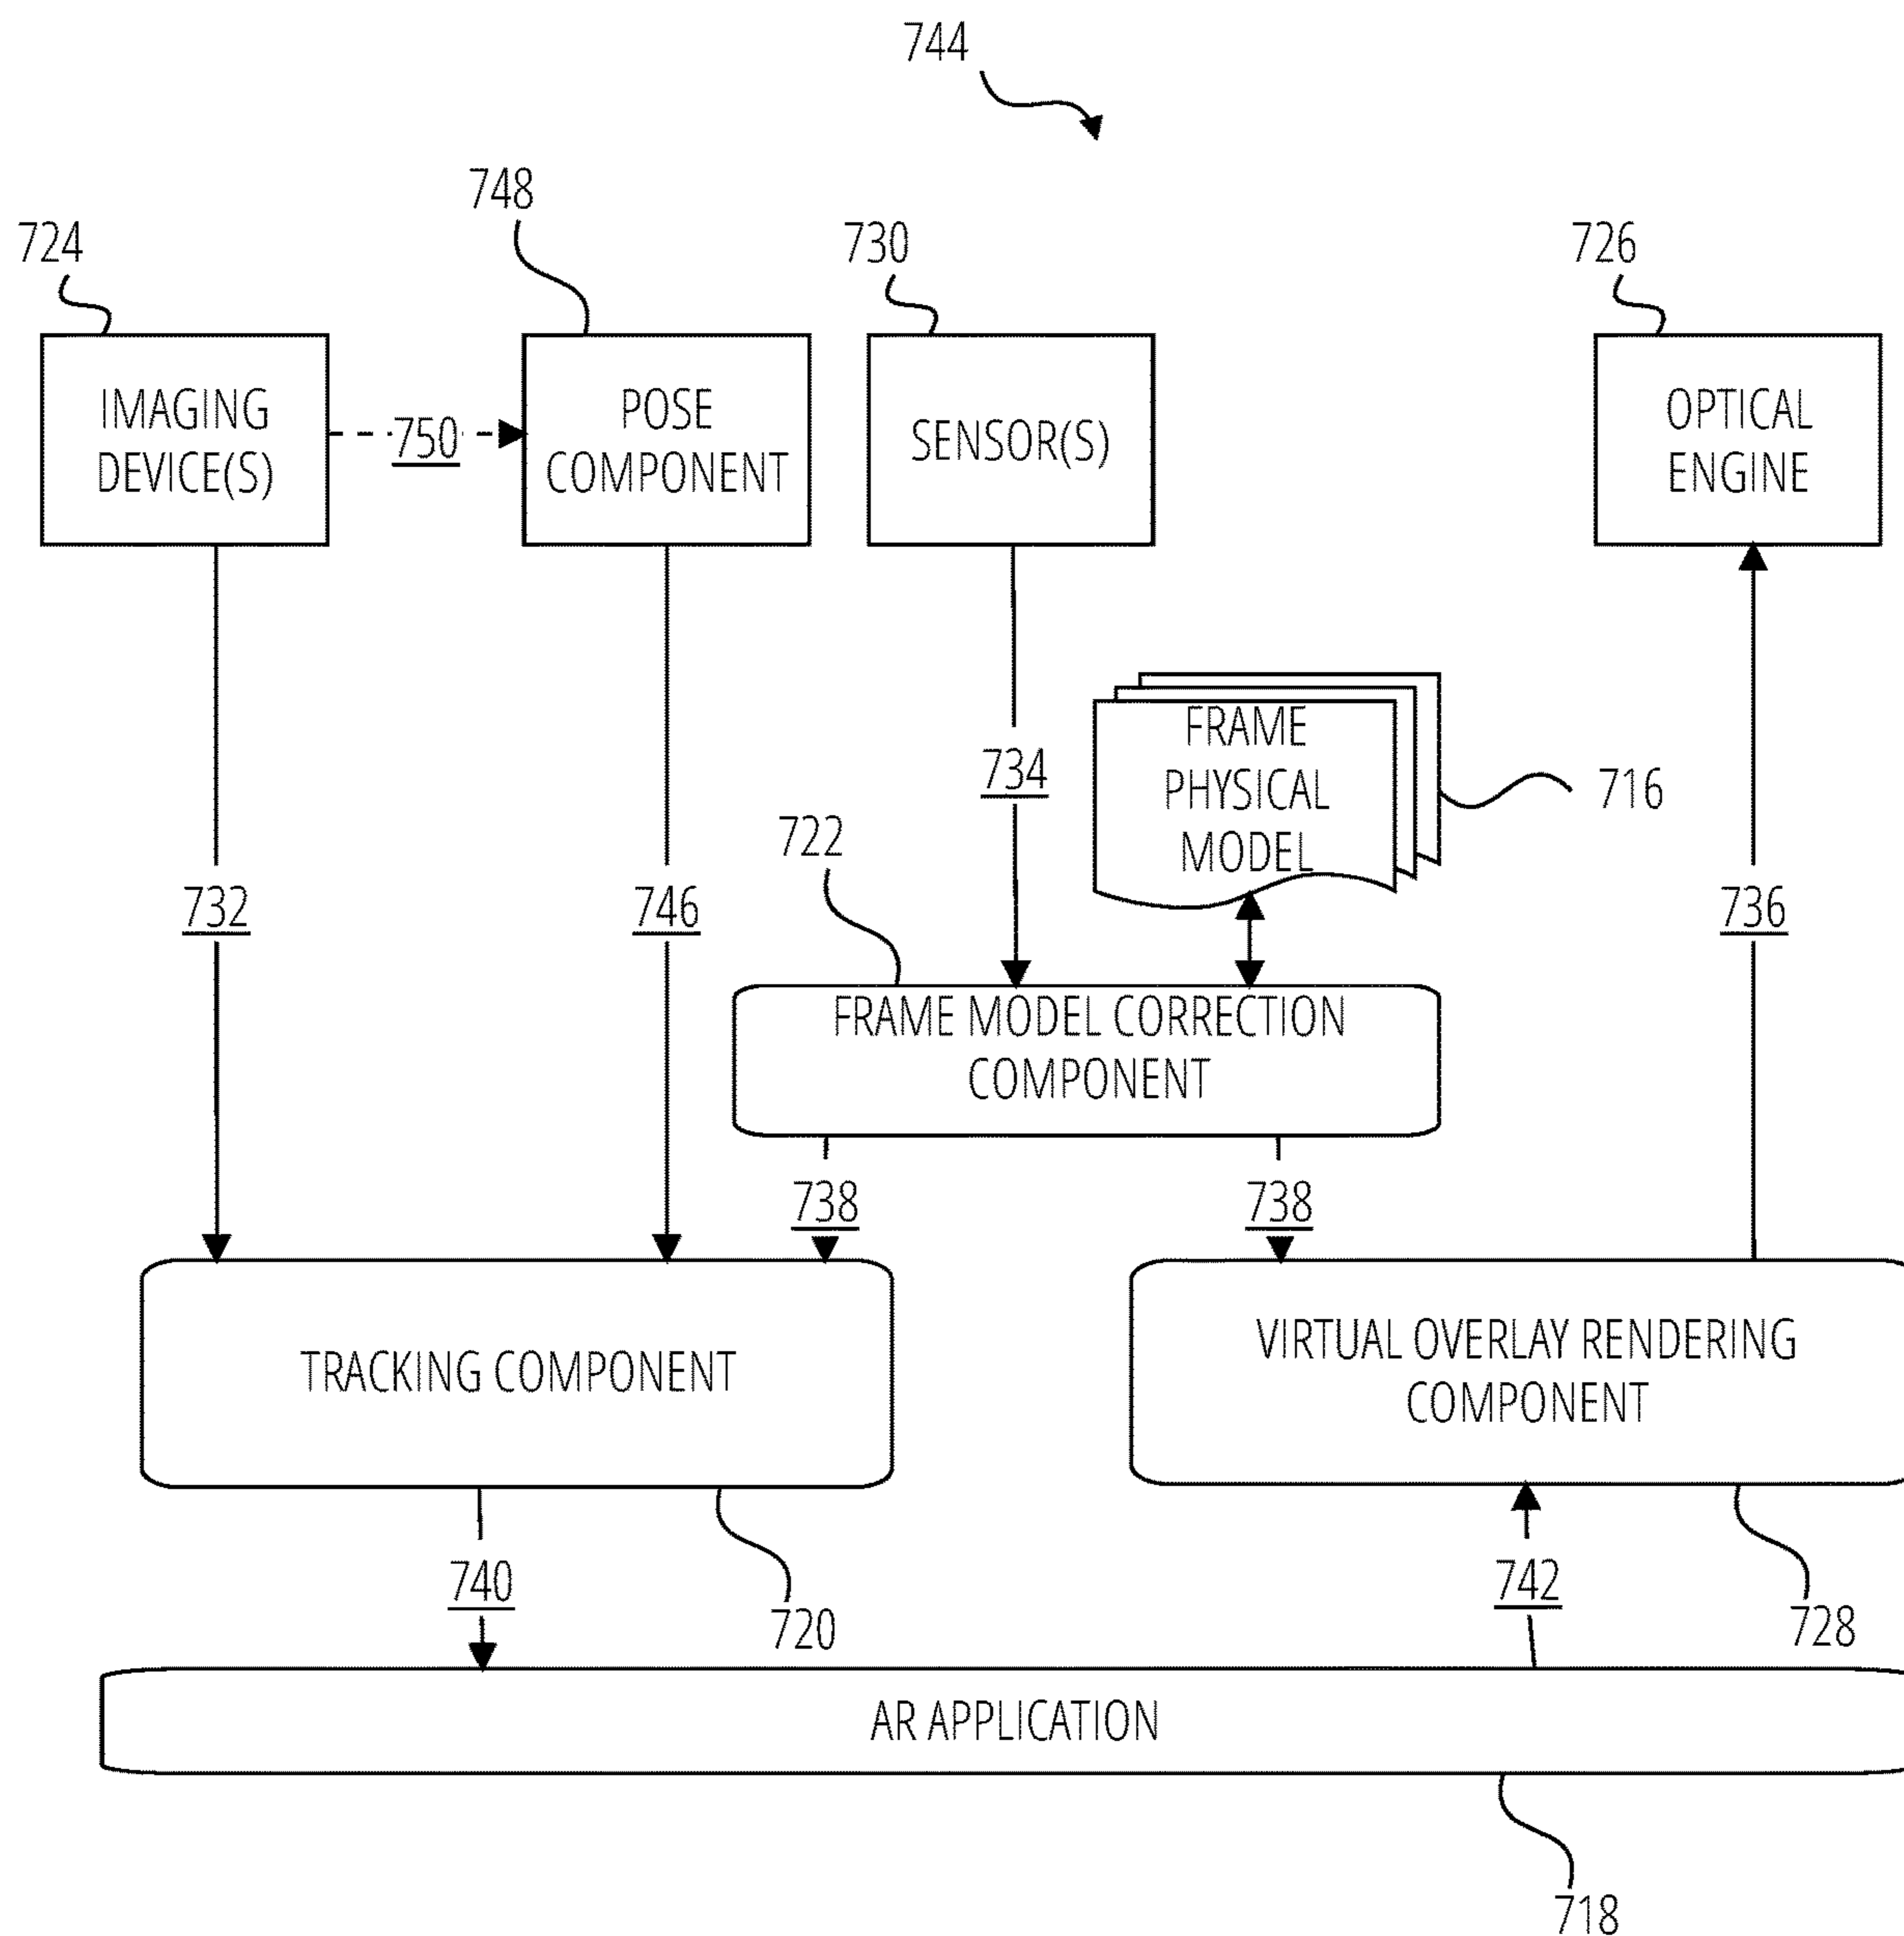 744
748
724
730
726
IMAGING
DEVICE(S)
750
POSE
COMPONENT
SENSOR(S)
OPTICAL
ENGINE
FRAME
PHYSICAL
MODEL
734
716
722
732
746
736
FRAME MODEL CORRECTION
COMPONENT
738
738
TRACKING COMPONENT
VIRTUAL OVERLAY RENDERING
COMPONENT
740
742
720
728
AR APPLICATION
718